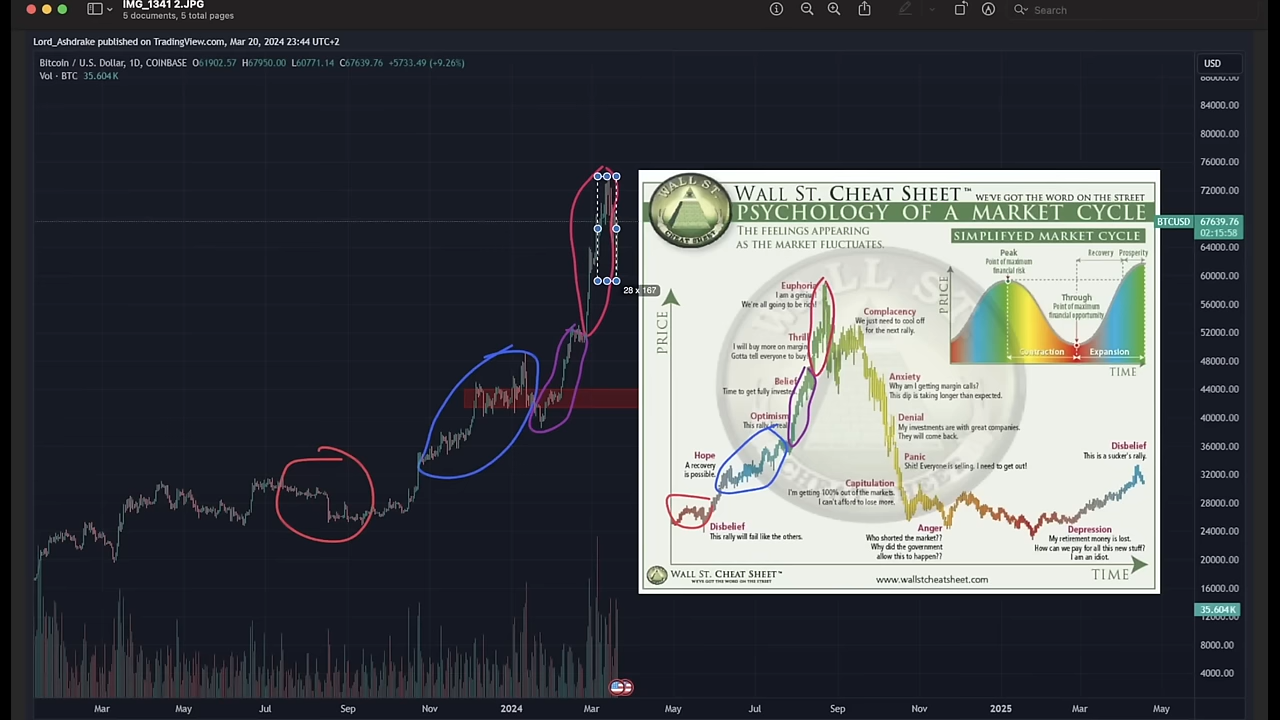 IMG_1341 2.JPG
5 documents, 5 total pages
Search
Lord_Ashdrake published on TradingView.com, Mar 20, 2024 23:44 UTC+2
Bitcoin / U.S. Dollar, 1D, COINBASE O61902.57 H67950.00 L60771.14 C67639.76 +5733.49 (+9.26%)
Vol · BTC 35.604K
USD
88000.00
84000.00
80000.00
76000.00
72000.00
BTCUSD 67639.76
02:15:58
64000.00
60000.00
56000.00
52000.00
48000.00
44000.00
40000.00
36000.00
32000.00
28000.00
24000.00
20000.00
16000.00
35.604K
12000.00
8000.00
4000.00
28 x 167
WALL ST.
CHEAT SHEET
WALL ST. CHEAT SHEET™ WE'VE GOT THE WORD ON THE STREET
PSYCHOLOGY OF A MARKET CYCLE
THE FEELINGS APPEARING
AS THE MARKET FLUCTUATES.
SIMPLIFYED MARKET CYCLE
Peak
Point of maximum
financial risk
Recovery Prosperity
PRICE
Through
Point of maximum
financial opportunity
Contraction Expansion
TIME
PRICE
Euphoria
I am a genius
We're all going to be rich!
Thrill
I will buy more on margin
Gotta tell everyone to buy
Belief
Time to get fully invested
Optimism
This rally is real
Hope
A recovery
is possible.
Disbelief
This rally will fail like the others.
Complacency
We just need to cool off
for the next rally.
Anxiety
Why am I getting margin calls?
This dip is taking longer than expected.
Denial
My investments are with great companies.
They will come back.
Panic
Shit! Everyone is selling. I need to get out!
Capitulation
I'm getting 100% out of the markets.
I can't afford to lose more.
Anger
Who shorted the market??
Why did the government
allow this to happen??
Depression
My retirement money is lost.
How can we pay for all this new stuff?
I am an idiot.
Disbelief
This is a sucker's rally.
WALL ST. CHEAT SHEET™
WE'VE GOT THE WORD ON THE STREET
www.wallstcheatsheet.com
TIME
Mar May Jul Sep Nov 2024 Mar May Jul Sep Nov 2025 Mar May